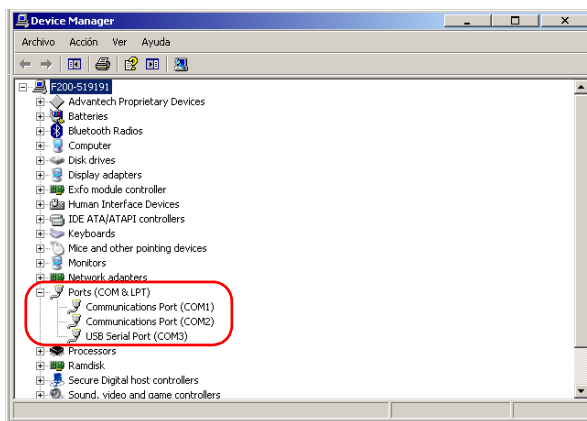 Device Manager
Archivo Acción Ver Ayuda
F200-519191
Advantech Proprietary Devices
Batteries
Bluetooth Radios
Computer
Disk drives
Display adapters
Exfo module controller
Human Interface Devices
IDE ATA/ATAPI controllers
Keyboards
Mice and other pointing devices
Monitors
Network adapters
Ports (COM & LPT)
Communications Port (COM1)
Communications Port (COM2)
USB Serial Port (COM3)
Processors
Ramdisk
Secure Digital host controllers
Sound, video and game controllers